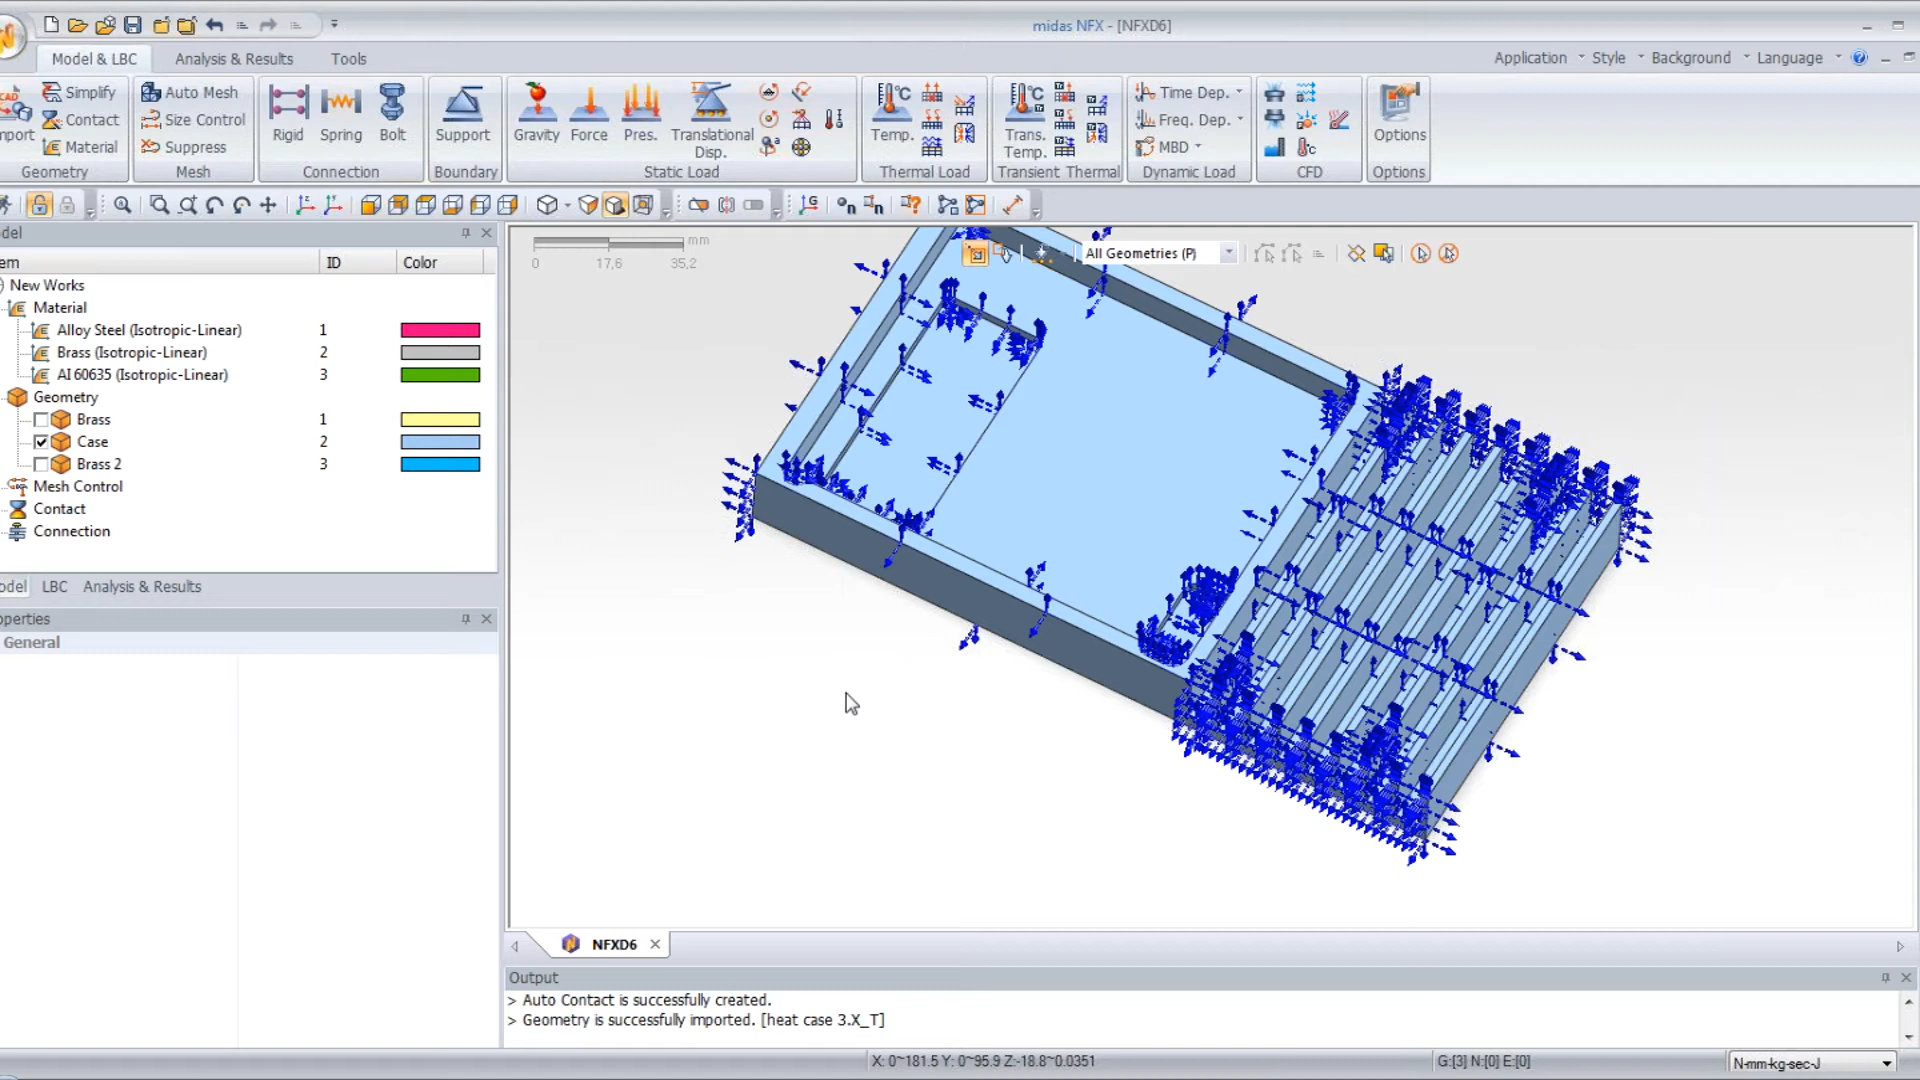 midas NFX - [NFXD6]
Model & LBC
Analysis & Results
Tools
Application
Style
Background
Language
Simplify
Contact
Material
Geometry
Auto Mesh
Size Control
Suppress
Mesh
Rigid
Spring
Bolt
Connection
Support
Boundary
Gravity
Force
Pres.
Translational
Disp.
Static Load
Temp.
Thermal Load
Trans.
Temp.
Transient Thermal
Time Dep.
Freq. Dep.
MBD
Dynamic Load
CFD
Options
Options
del
em
ID
Color
New Works
Material
Alloy Steel (Isotropic-Linear) 1
Brass (Isotropic-Linear) 2
AI 60635 (Isotropic-Linear) 3
Geometry
Brass 1
Case 2
Brass 2 3
Mesh Control
Contact
Connection
odel
LBC
Analysis & Results
operties
General
mm
0 17,6 35,2
All Geometries (P)
NFXD6
Output
> Auto Contact is successfully created.
> Geometry is successfully imported. [heat case 3.X_T]
X: 0~181.5 Y: 0~95.9 Z:-18.8~0.0351
G:[3] N:[0] E:[0]
N-mm-kg-sec-J